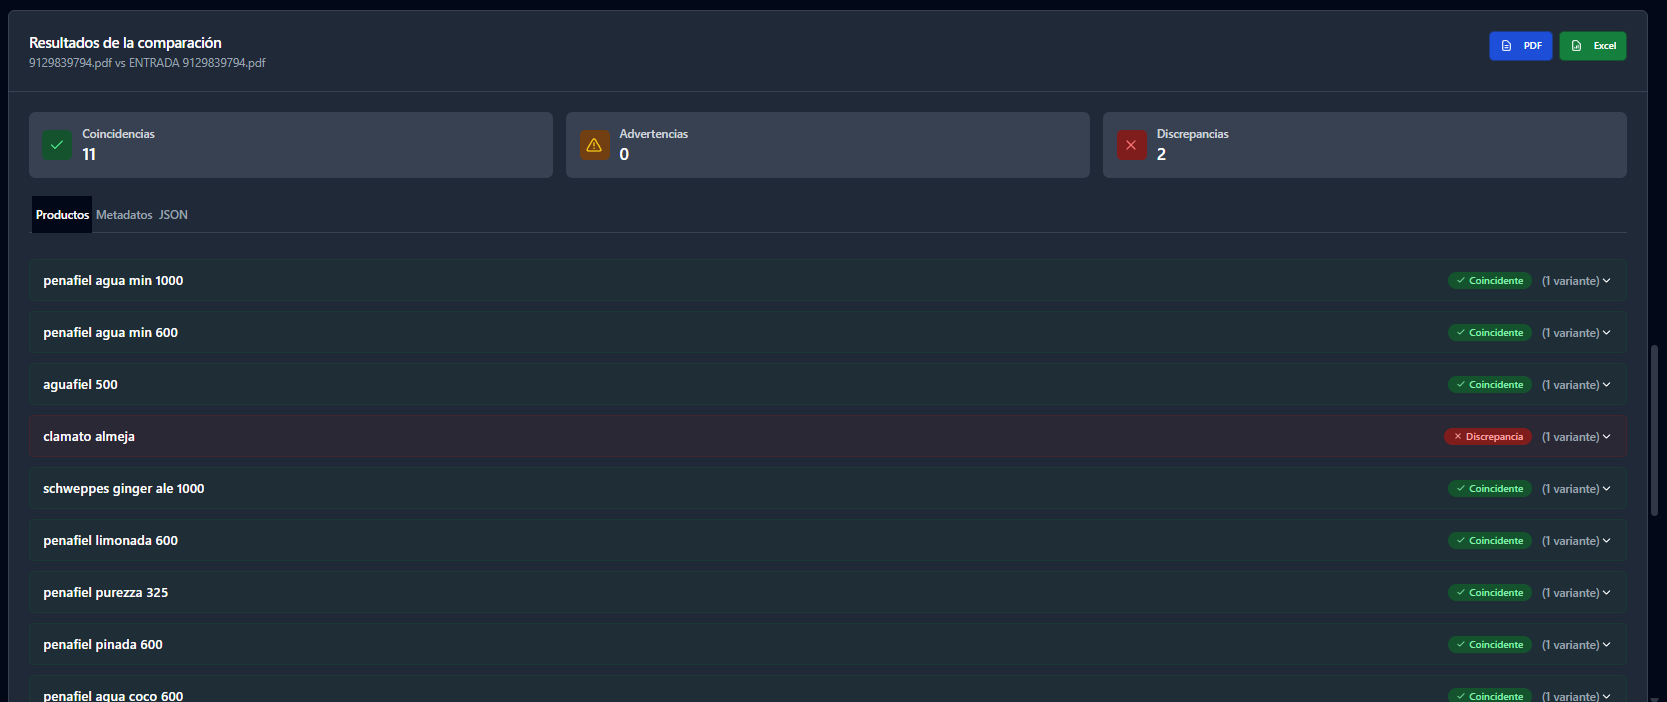 Resultados de la comparación
9129839794.pdf vs ENTRADA 9129839794.pdf
PDF
Excel
Coincidencias
11
Advertencias
0
Discrepancias
2
Productos Metadatos JSON
penafiel agua min 1000 Coincidente (1 variante)
penafiel agua min 600 Coincidente (1 variante)
aguafiel 500 Coincidente (1 variante)
clamato almeja Discrepancia (1 variante)
schweppes ginger ale 1000 Coincidente (1 variante)
penafiel limonada 600 Coincidente (1 variante)
penafiel purezza 325 Coincidente (1 variante)
penafiel pinada 600 Coincidente (1 variante)
penafiel agua coco 600 Coincidente (1 variante)